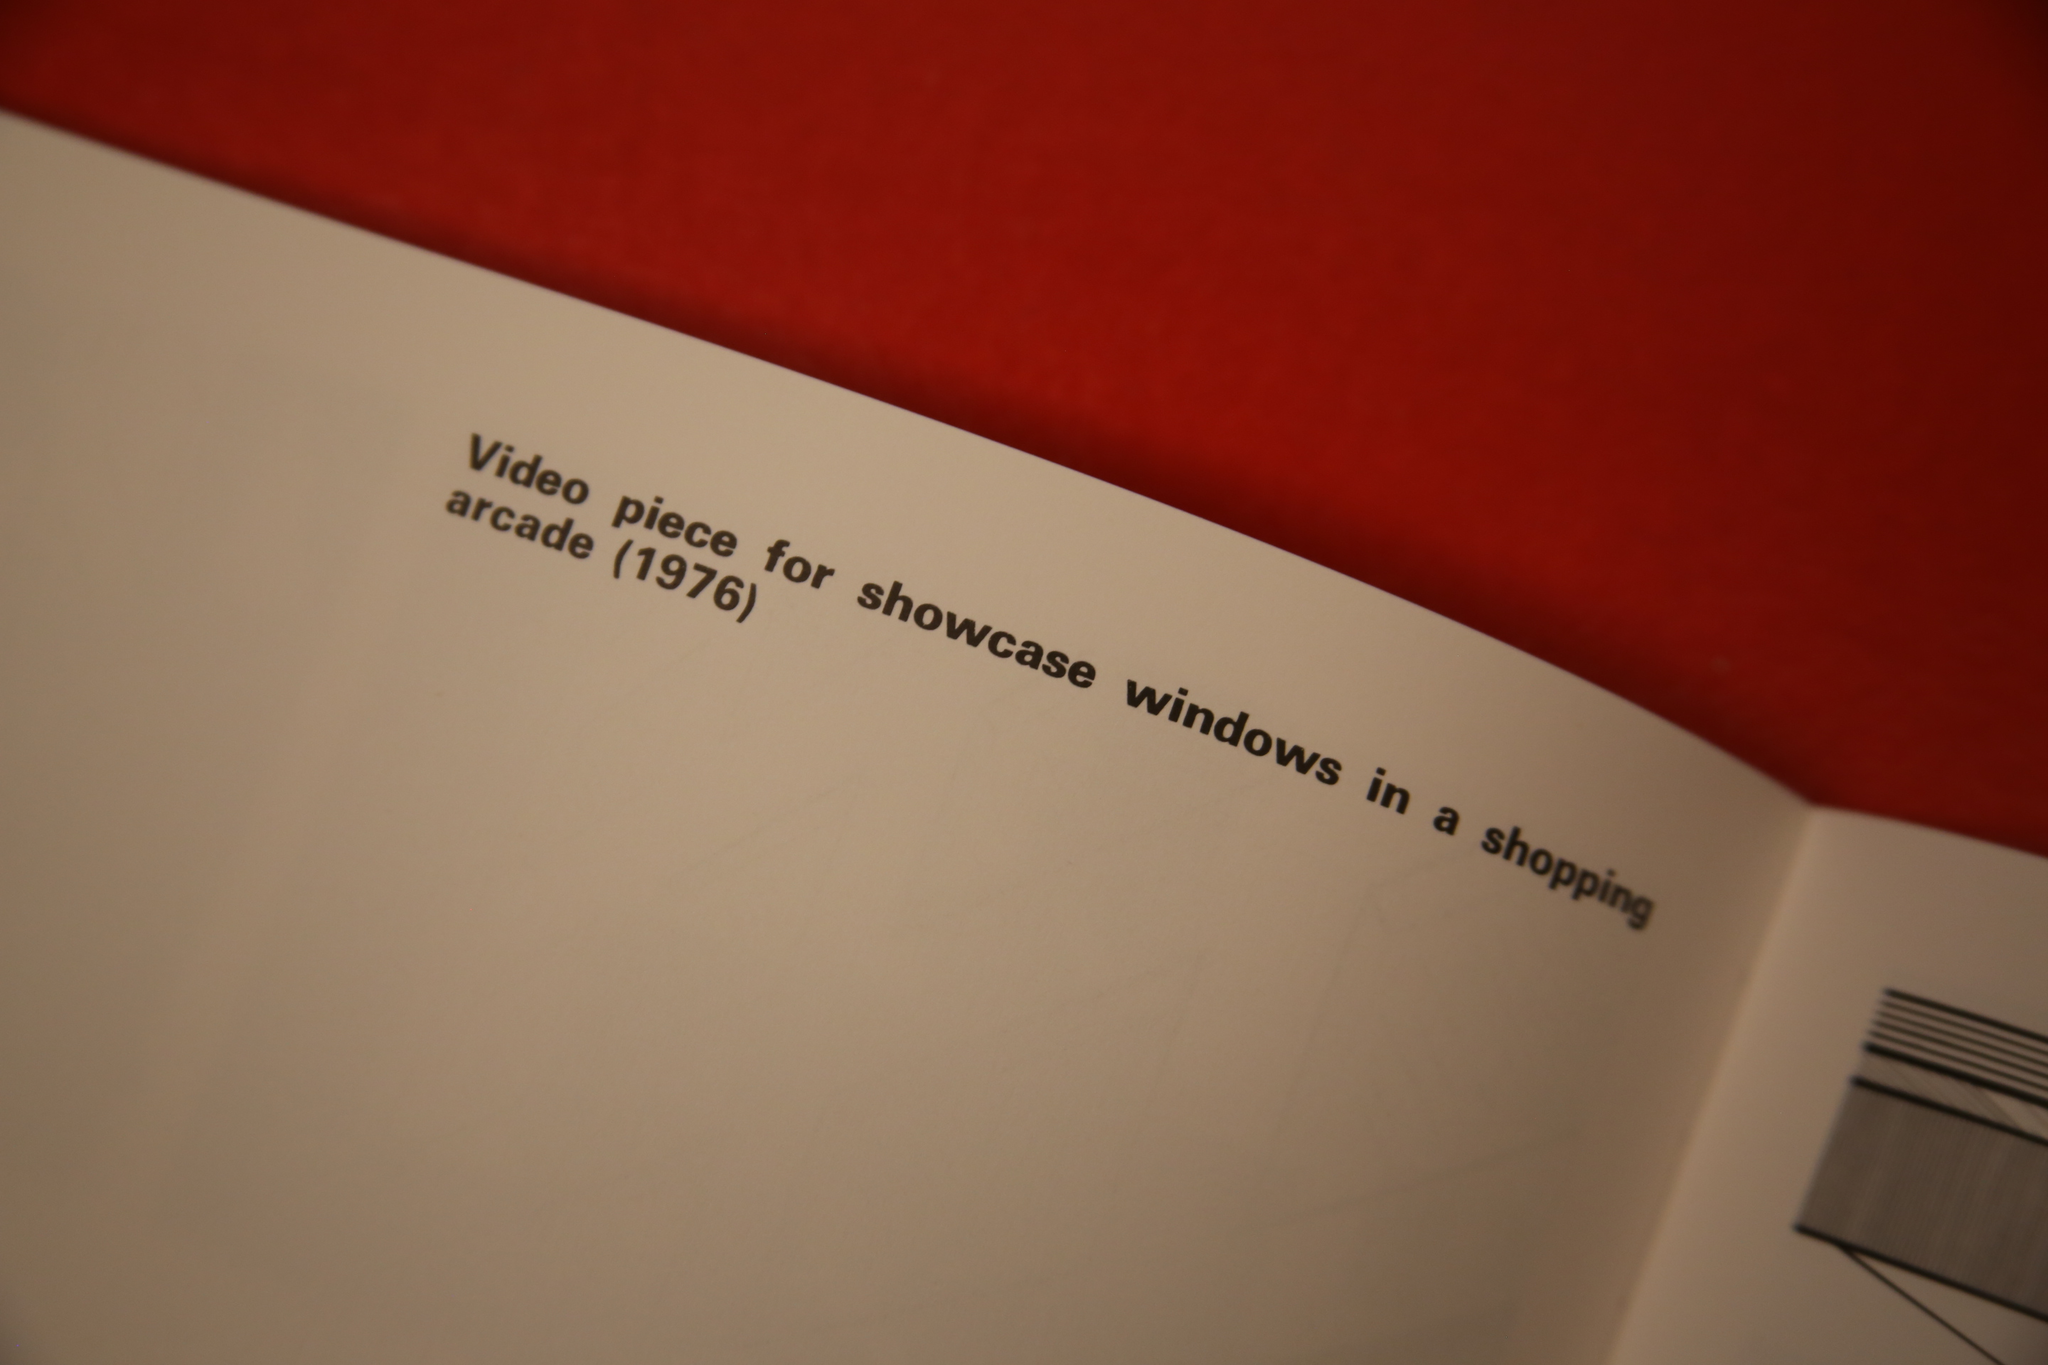 Video piece for showcase windows in a shopping
arcade (1976)